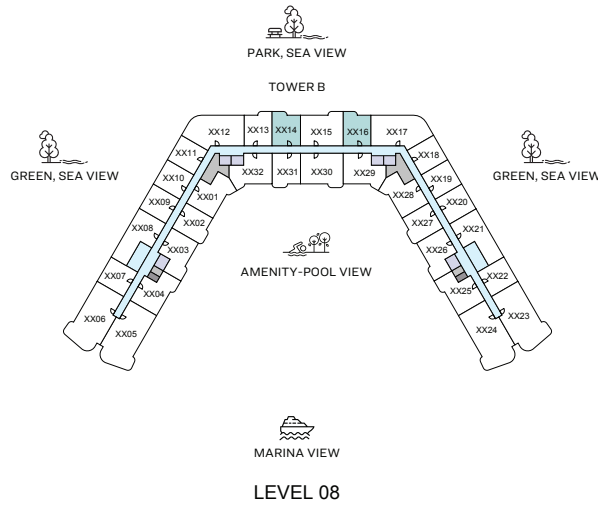 PARK, SEA VIEW
TOWER B
XX12
XX13
XX14
XX15
XX16
XX17
XX11
XX18
GREEN, SEA VIEW
GREEN, SEA VIEW
XX10
XX32
XX31
XX30
XX29
XX19
XX09
XX01
XX28
XX20
XX08
XX02
XX27
XX21
XX03
XX26
AMENITY-POOL VIEW
XX07
XX22
XX04
XX25
XX06
XX23
XX05
XX24
MARINA VIEW
LEVEL 08